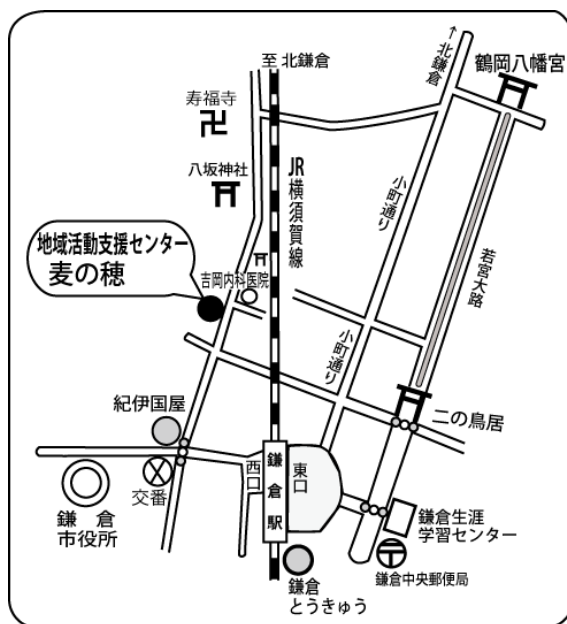 至 北鎌倉
↑北鎌倉
鶴岡八幡宮
寿福寺
八坂神社
JR横須賀線
小町通り
地域活動支援センター
麦の穂
吉岡内科医院
若宮大路
小町通り
紀伊国屋
二の鳥居
西口
東口
鎌倉駅
交番
鎌倉
市役所
鎌倉生涯
学習センター
鎌倉中央郵便局
鎌倉
とうきゅう